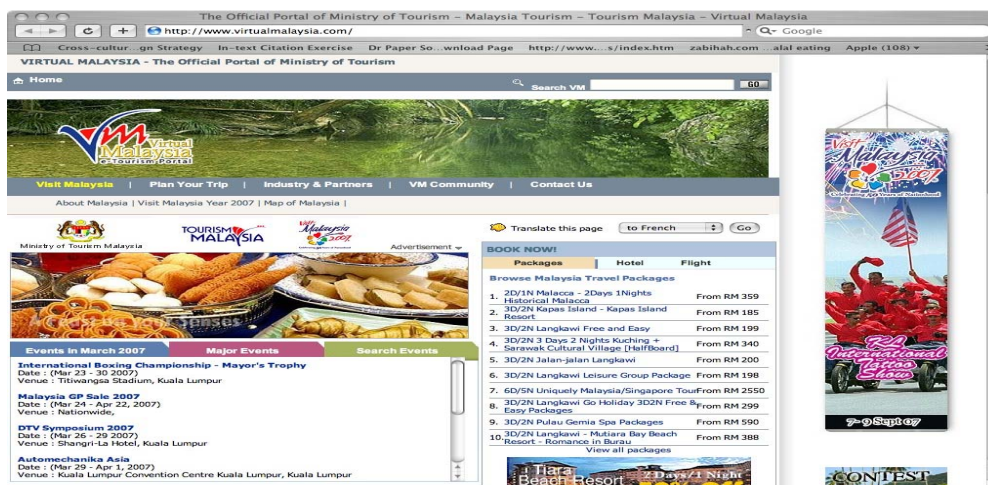 The Official Portal of Ministry of Tourism – Malaysia Tourism – Tourism Malaysia – Virtual Malaysia
http://www.virtualmalaysia.com/
Google
Cross-cultur...gn Strategy In-text Citation Exercise Dr Paper So...wnload Page http://www....s/index.htm zabihah.com ...alal eating Apple (108)
VIRTUAL MALAYSIA - The Official Portal of Ministry of Tourism
Home
Search VM
GO
VM Virtual
Malaysia
e-Tourism Portal
Visit Malaysia | Plan Your Trip | Industry & Partners | VM Community | Contact Us
About Malaysia | Visit Malaysia Year 2007 | Map of Malaysia |
Ministry of Tourism Malaysia
TOURISM
MALAYSIA
Visit
Malaysia
2007
Advertisement
A Feast on Your Senses
Events in March 2007 Major Events Search Events
International Boxing Championship - Mayor's Trophy
Date : (Mar 23 - 30 2007)
Venue : Titiwangsa Stadium, Kuala Lumpur
Malaysia GP Sale 2007
Date : (Mar 24 - Apr 22, 2007)
Venue : Nationwide,
DTV Symposium 2007
Date : (Mar 26 - 29 2007)
Venue : Shangri-La Hotel, Kuala Lumpur
Automechanika Asia
Date : (Mar 29 - Apr 1, 2007)
Venue : Kuala Lumpur Convention Centre Kuala Lumpur, Kuala Lumpur
Translate this page to French Go
BOOK NOW!
Packages Hotel Flight
Browse Malaysia Travel Packages
1. 2D/1N Malacca - 2Days 1Nights
Historical Malacca From RM 359
2. 3D/2N Kapas Island - Kapas Island
Resort From RM 185
3. 3D/2N Langkawi Free and Easy From RM 199
4. 3D/2N 3 Days 2 Nights Kuching +
Sarawak Cultural Village [HalfBoard] From RM 340
5. 3D/2N Jalan-jalan Langkawi From RM 200
6. 3D/2N Langkawi Leisure Group Package From RM 198
7. 6D/5N Uniquely Malaysia/Singapore Tour From RM 2550
8. 3D/2N Langkawi Go Holiday 3D2N Free &
Easy Packages From RM 299
9. 3D/2N Pulau Gemia Spa Packages From RM 590
10. 3D/2N Langkawi - Mutiara Bay Beach
Resort - Romance in Burau From RM 388
View all packages
Tiara
Beach Resort
2 Days/1 Night
Visit
Malaysia
2007
Celebrating 50 Years of Nationhood
KL
International
Tattoo
Show
7-9 Sept 07
CONTEST